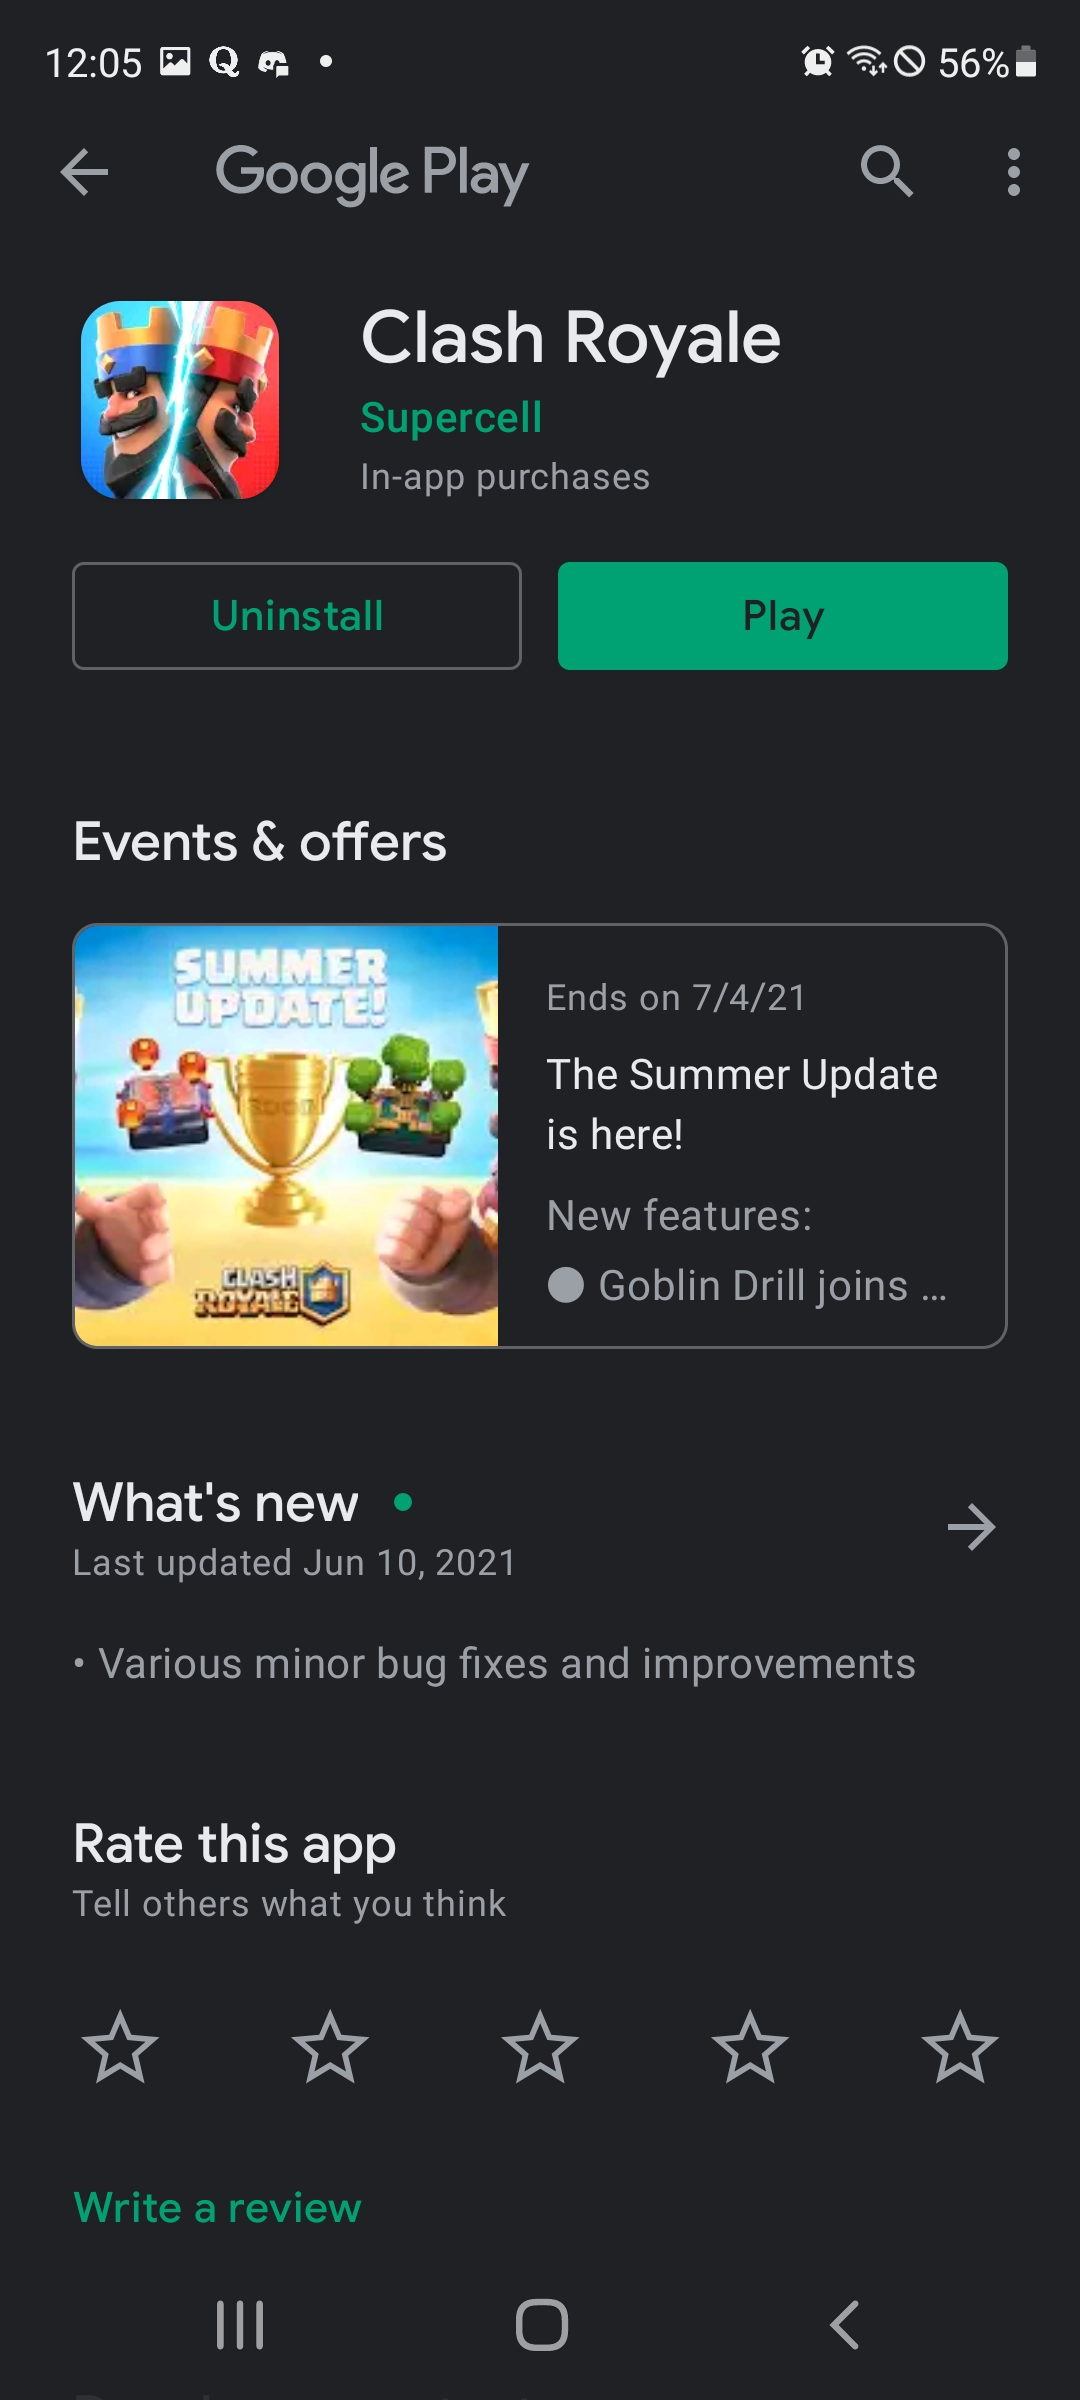 12:05
56%
Google Play
Clash Royale
Supercell
In-app purchases
Uninstall
Play
Events & offers
SUMMER
UPDATE!
CLASH
ROYALE
Ends on 7/4/21
The Summer Update
is here!
New features:
Goblin Drill joins ...
What's new
Last updated Jun 10, 2021
• Various minor bug fixes and improvements
Rate this app
Tell others what you think
Write a review